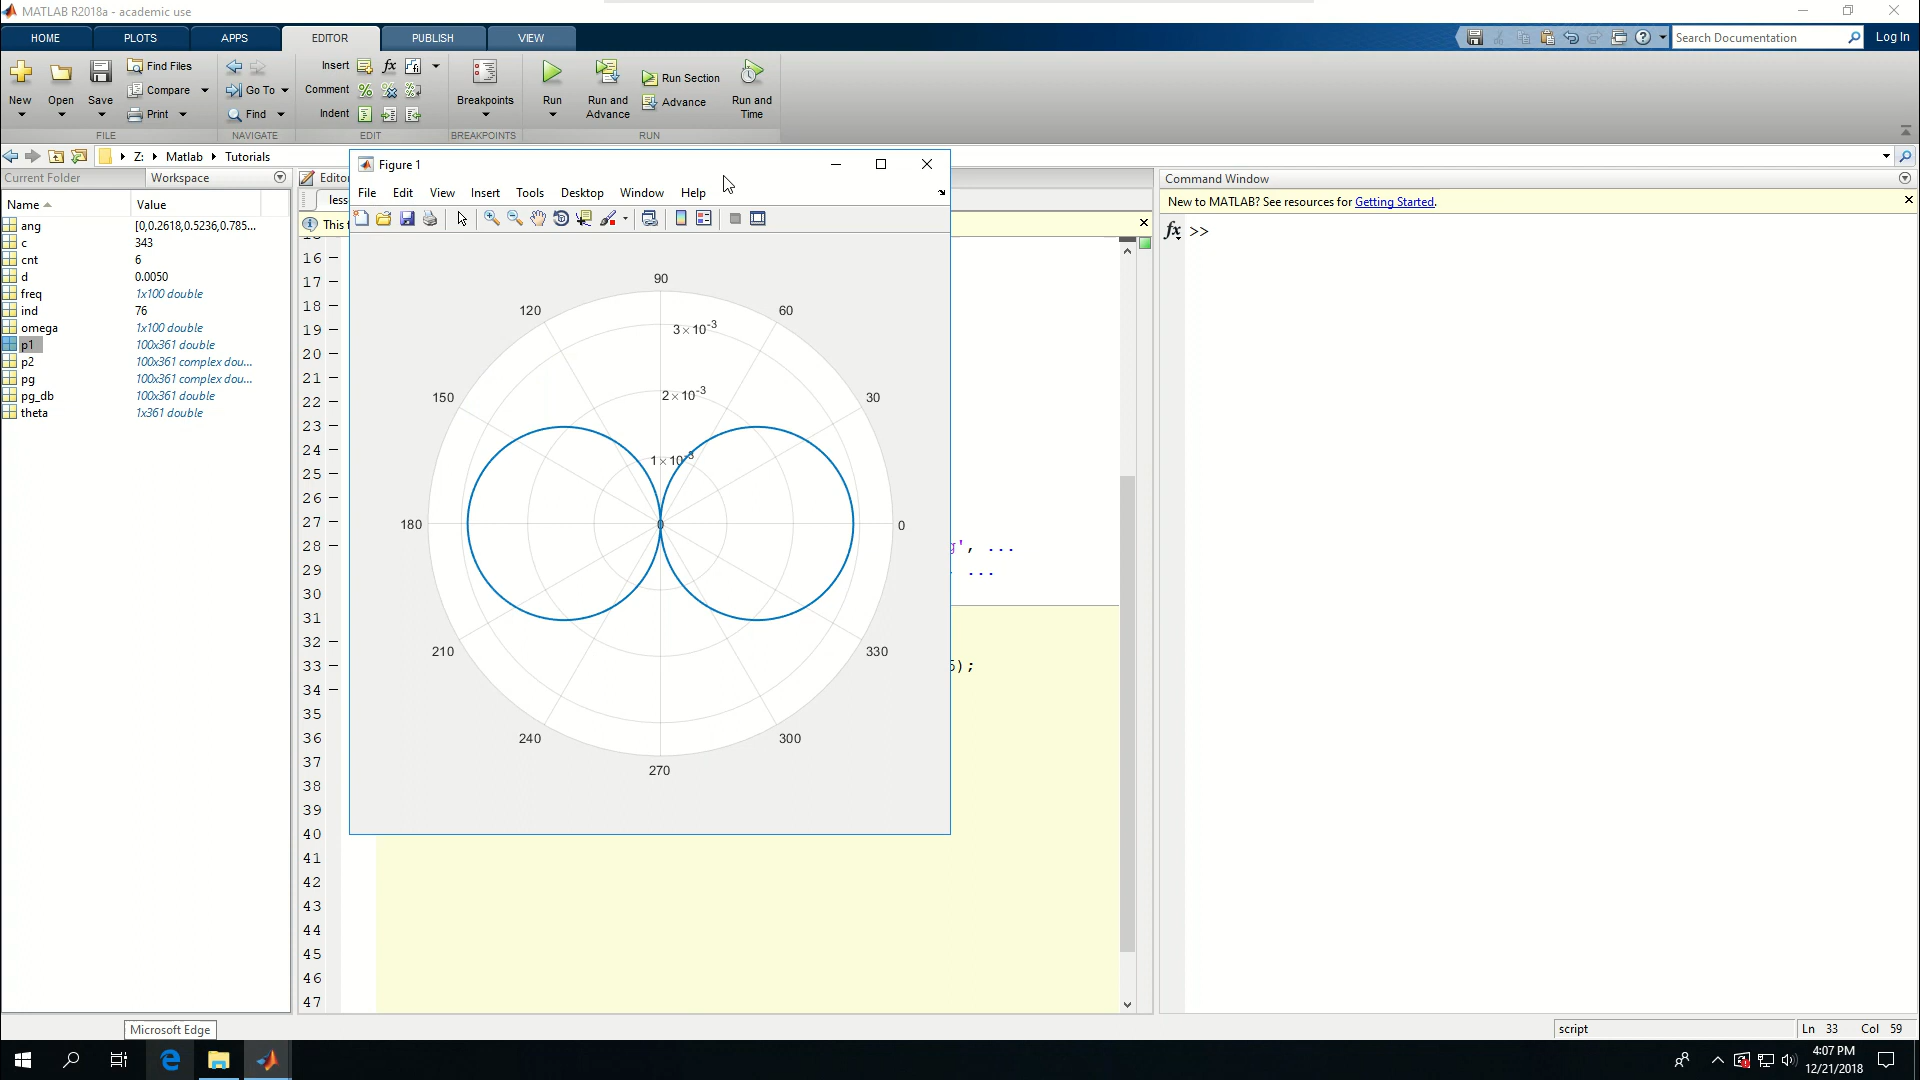 MATLAB R2018a - academic use
HOME PLOTS APPS EDITOR PUBLISH VIEW
Search Documentation Log In
New Open Save Find Files Compare Print
Go To Find
Insert fx Comment Indent
Breakpoints
Run Run and Advance Run Section Advance Run and Time
FILE NAVIGATE EDIT BREAKPOINTS RUN
Z: Matlab Tutorials
Current Folder Workspace
Name Value
ang [0,0.2618,0.5236,0.785...
c 343
cnt 6
d 0.0050
freq 1x100 double
ind 76
omega 1x100 double
p1 100x361 double
p2 100x361 complex dou...
pg 100x361 complex dou...
pg_db 100x361 double
theta 1x361 double
Microsoft Edge
Figure 1
File Edit View Insert Tools Desktop Window Help
90
120 60
3×10-3
150 2×10-3 30
1×10-3
180 0 0
210 330
240 300
270
16
17
18
19
20
21
22
23
24
25
26
27
28 g', ...
29 ...
30
31
32
33 );
34
35
36
37
38
39
40
41
42
43
44
45
46
47
Command Window
New to MATLAB? See resources for Getting Started.
fx >>
script Ln 33 Col 59
4:07 PM
12/21/2018